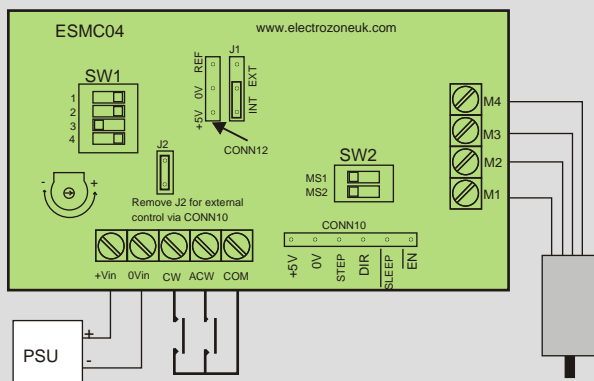 ESMC04
www.electrozoneuk.com
SW1
1
2
3
4
+5V 0V REF
J1
INT EXT
CONN12
J2
- +
Remove J2 for external
control via CONN10
SW2
MS1
MS2
M4
M3
M2
M1
CONN10
+5V 0V STEP DIR SLEEP EN
+Vin 0Vin CW ACW COM
+
-
PSU